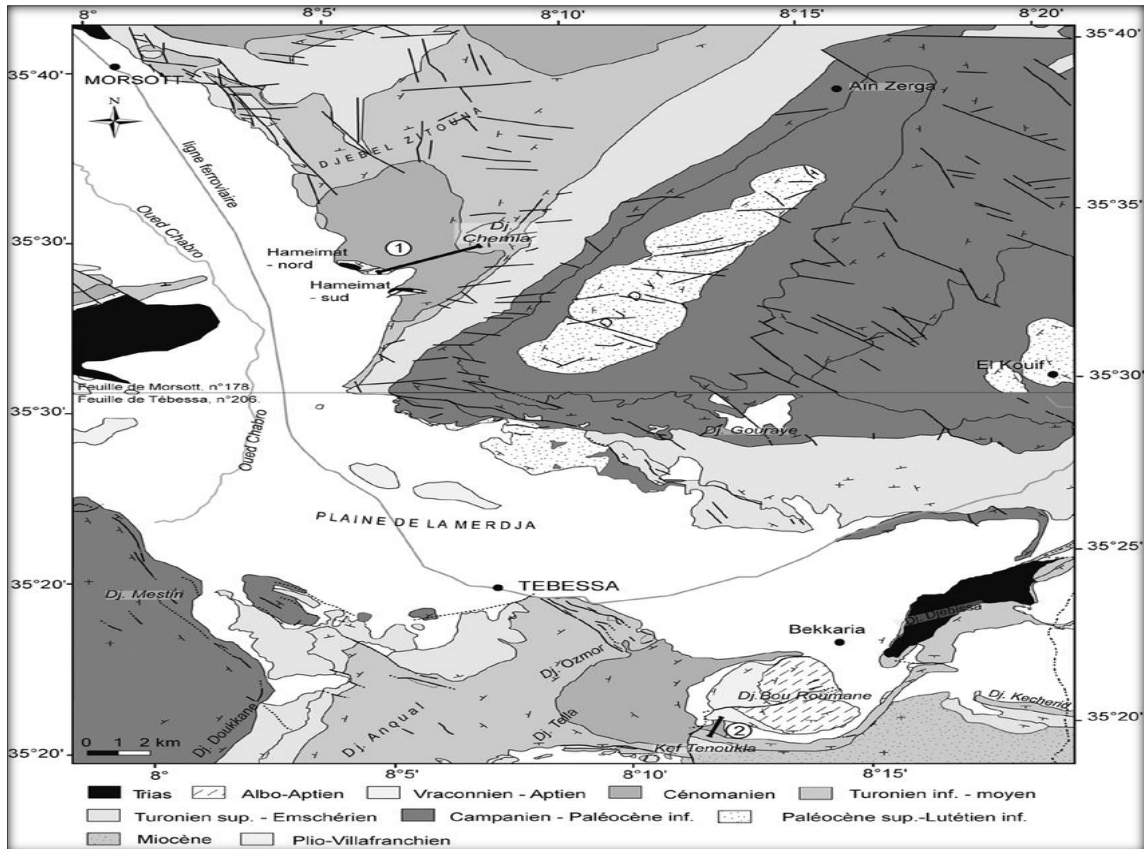 8° 8°5' 8°10' 8°15' 8°20'
35°40'
35°40'
MORSOTT
Aïn Zerga
N
DJEBEL ZITOUNA
ligne ferroviaire
Oued Chabro
35°35'
35°30'
1
Dj Chemla
Hameimat - nord
Hameimat - sud
Dj Dyr
El Kouif
35°30'
Feuille de Morsott, n°178
Feuille de Tébessa, n°206.
35°30'
Dj. Gouraye
Oued Chabro
PLAINE DE LA MERDJA
35°25'
35°20'
TEBESSA
Dj. Mestiri
Dj. Djebissa
Bekkaria
Dj. Ozmor
Dj. Bou Roumane
Dj. Kecherid
Dj. Doukkane
Dj. Anoual
Dj. Tella
35°20'
2
Kef Tenoukla
35°20'
0 1 2 km
8° 8°5' 8°10' 8°15'
Trias Albo-Aptien Vraconnien - Aptien Cénomanien Turonien inf. - moyen
Turonien sup. - Emschérien Campanien - Paléocène inf. Paléocène sup.-Lutétien inf.
Miocène Plio-Villafranchien